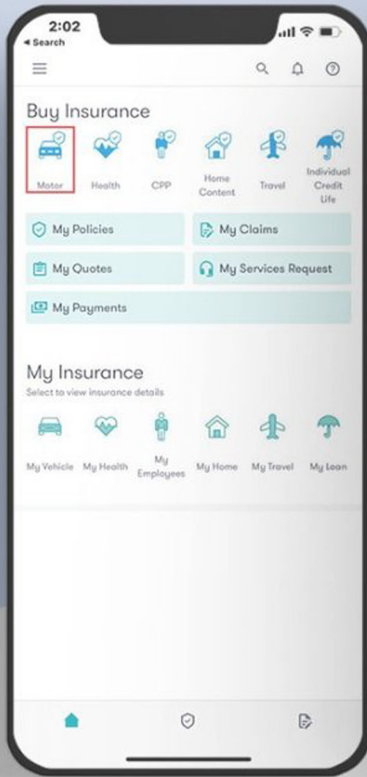 2:02
Search
Buy Insurance
Motor
Health
CPP
Home
Content
Travel
Individual
Credit
Life
My Policies
My Claims
My Quotes
My Services Request
My Payments
My Insurance
Select to view insurance details
My Vehicle
My Health
My
Employees
My Home
My Travel
My Loan